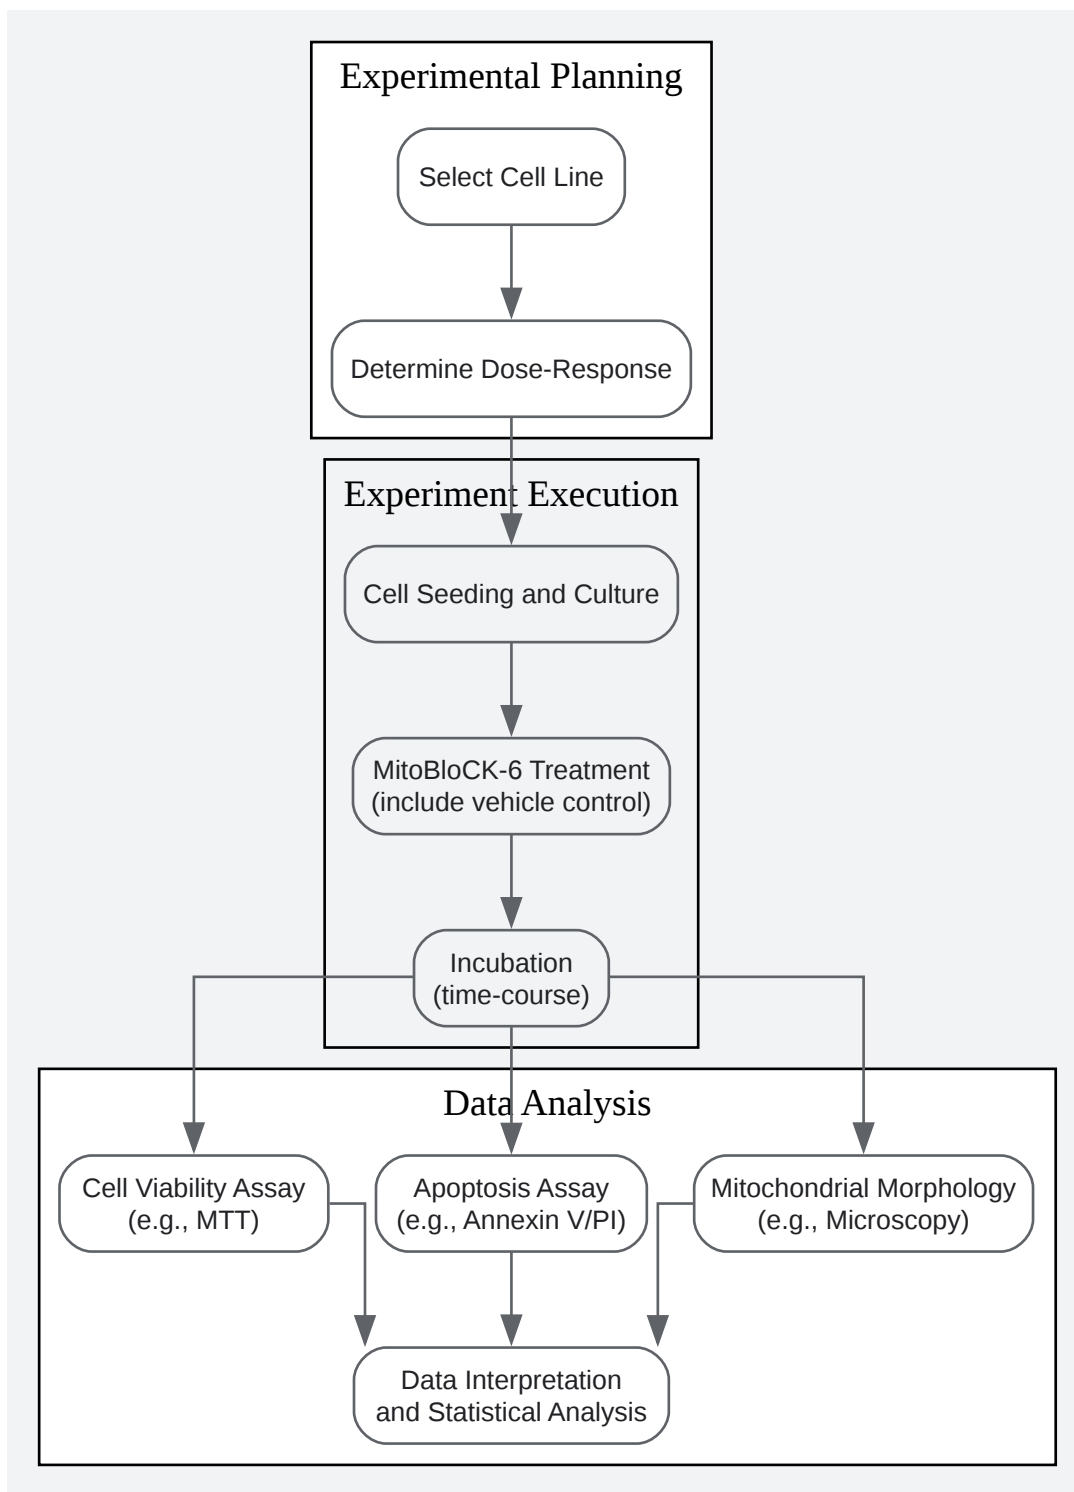 Experimental Planning
Select Cell Line
Determine Dose-Response
Experiment Execution
Cell Seeding and Culture
MitoBloCK-6 Treatment
(include vehicle control)
Incubation
(time-course)
Data Analysis
Cell Viability Assay
(e.g., MTT)
Apoptosis Assay
(e.g., Annexin V/PI)
Mitochondrial Morphology
(e.g., Microscopy)
Data Interpretation
and Statistical Analysis